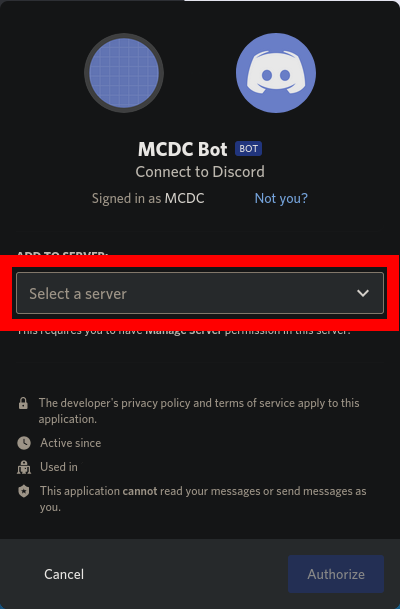 MCDC Bot BOT
Connect to Discord
Signed in as MCDC Not you?
ADD TO SERVER:
Select a server
This requires you to have Manage Server permission in this server.
The developer's privacy policy and terms of service apply to this
application.
Active since
Used in
This application cannot read your messages or send messages as
you.
Cancel Authorize